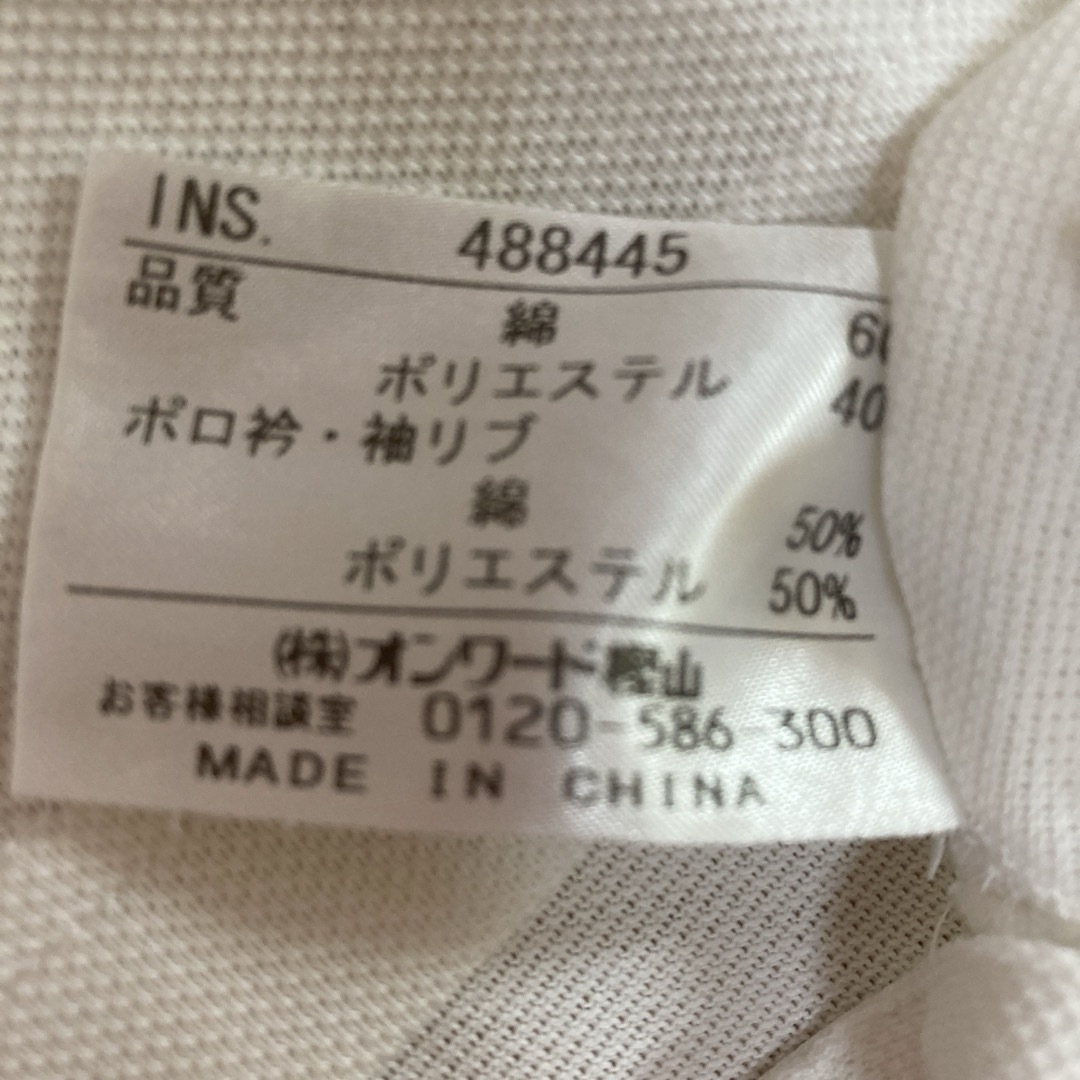 INS. 488445
品質 綿
ポリエステル 40
ポロ衿・袖リブ
綿 50%
ポリエステル 50%
㈱オンワード樫山
お客様相談室 0120-586-300
MADE IN CHINA